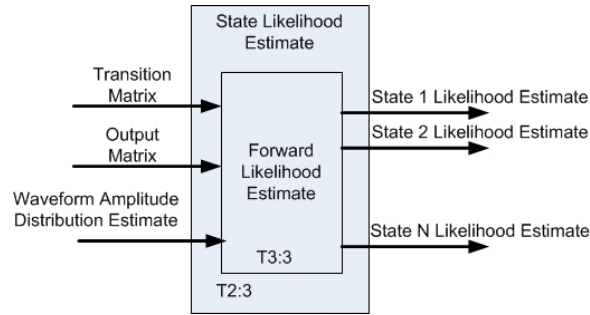 State Likelihood
Estimate
Transition
Matrix
Output
Matrix
Waveform Amplitude
Distribution Estimate
Forward
Likelihood
Estimate
T3:3
T2:3
State 1 Likelihood Estimate
State 2 Likelihood Estimate
State N Likelihood Estimate